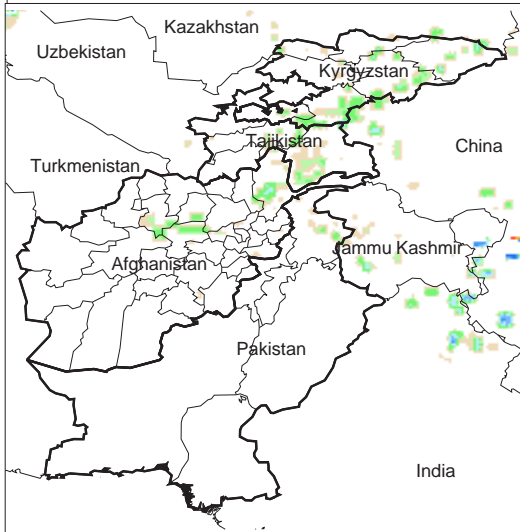 Kazakhstan
Uzbekistan
Kyrgyzstan
Tajikistan
China
Turkmenistan
Jammu Kashmir
Afghanistan
Pakistan
India